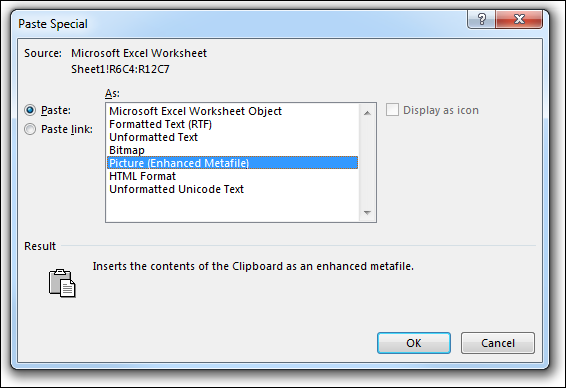 Paste Special
Source: Microsoft Excel Worksheet
Sheet1!R6C4:R12C7
As:
Paste:
Paste link:
Microsoft Excel Worksheet Object
Formatted Text (RTF)
Unformatted Text
Bitmap
Picture (Enhanced Metafile)
HTML Format
Unformatted Unicode Text
Display as icon
Result
Inserts the contents of the Clipboard as an enhanced metafile.
OK Cancel